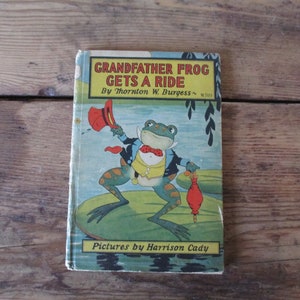 GRANDFATHER FROG
GETS A RIDE
By Thornton W. Burgess~
Pictures by Harrison Cady